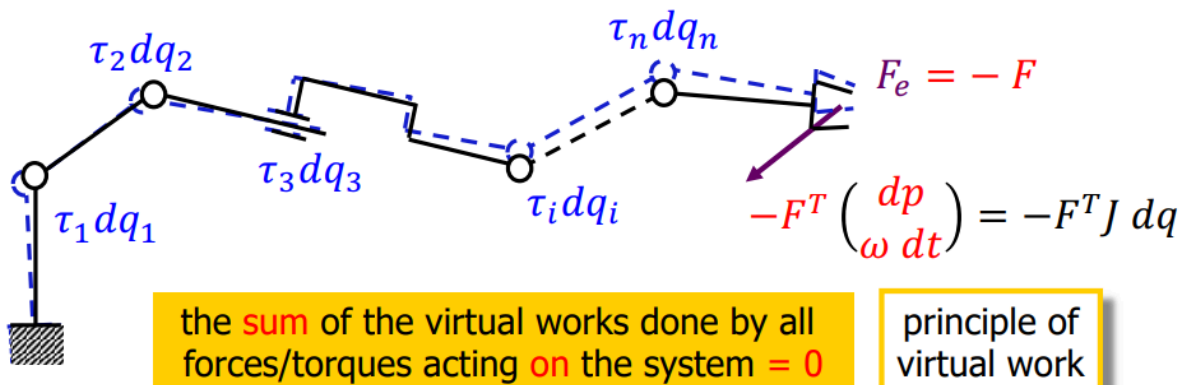 τ₂dq₂
τₙdqₙ
Fₑ = − F
τ₃dq₃
τᵢdqᵢ
τ₁dq₁
−Fᵀ (dp
ω dt) = −FᵀJ dq
the sum of the virtual works done by all
forces/torques acting on the system = 0
principle of
virtual work